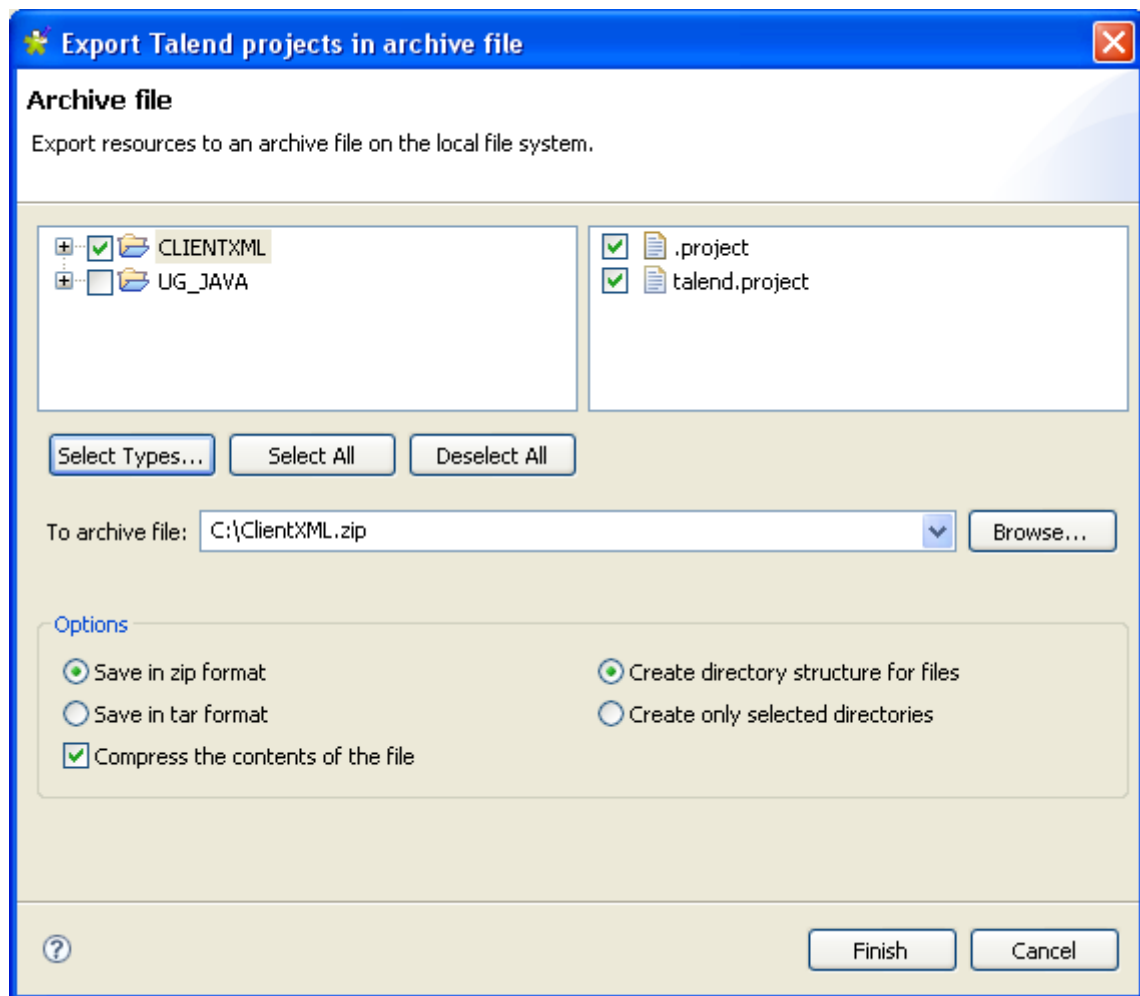 Export Talend projects in archive file
Archive file
Export resources to an archive file on the local file system.
CLIENTXML
UG_JAVA
.project
talend.project
Select Types...
Select All
Deselect All
To archive file:
C:\ClientXML.zip
Browse...
Options
Save in zip format
Create directory structure for files
Save in tar format
Create only selected directories
Compress the contents of the file
?
Finish
Cancel